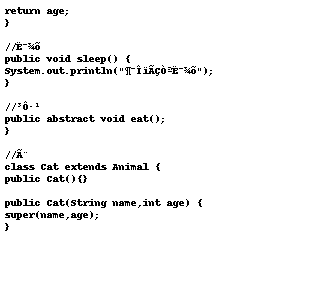 return age;
}
//Ë¯¾õ
public void sleep() {
System.out.println("¶¯ÎïÃÇÒªË¯¾õ");
}
//³Ô·¹
public abstract void eat();
}
//Ã¨
class Cat extends Animal {
public Cat(){}
public Cat(String name,int age) {
super(name,age);
}